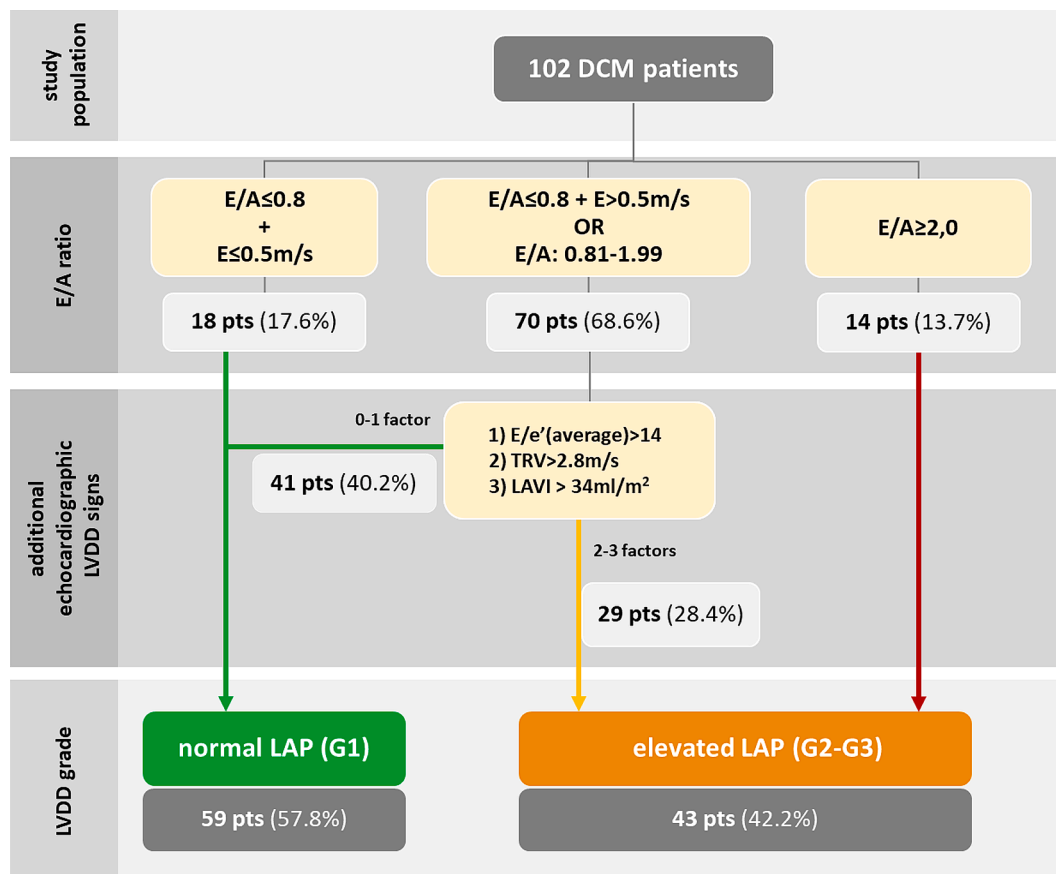 study
population
102 DCM patients
E/A ratio
E/A≤0.8
+
E≤0.5m/s
E/A≤0.8 + E>0.5m/s
OR
E/A: 0.81-1.99
E/A≥2,0
18 pts (17.6%)
70 pts (68.6%)
14 pts (13.7%)
additional
echocardiographic
LVDD signs
0-1 factor
1) E/e’(average)>14
2) TRV>2.8m/s
3) LAVI > 34ml/m²
41 pts (40.2%)
2-3 factors
29 pts (28.4%)
LVDD grade
normal LAP (G1)
elevated LAP (G2-G3)
59 pts (57.8%)
43 pts (42.2%)